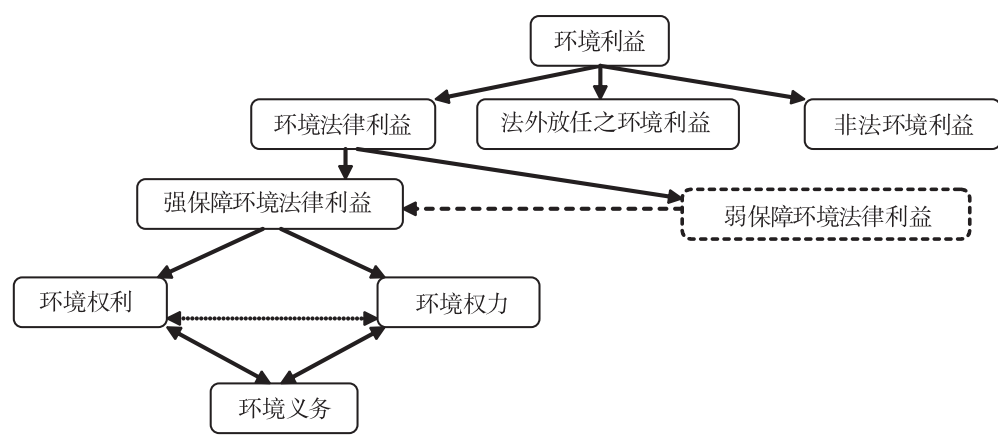 环境利益
环境法律利益
法外放任之环境利益
非法环境利益
强保障环境法律利益
弱保障环境法律利益
环境权利
环境权力
环境义务